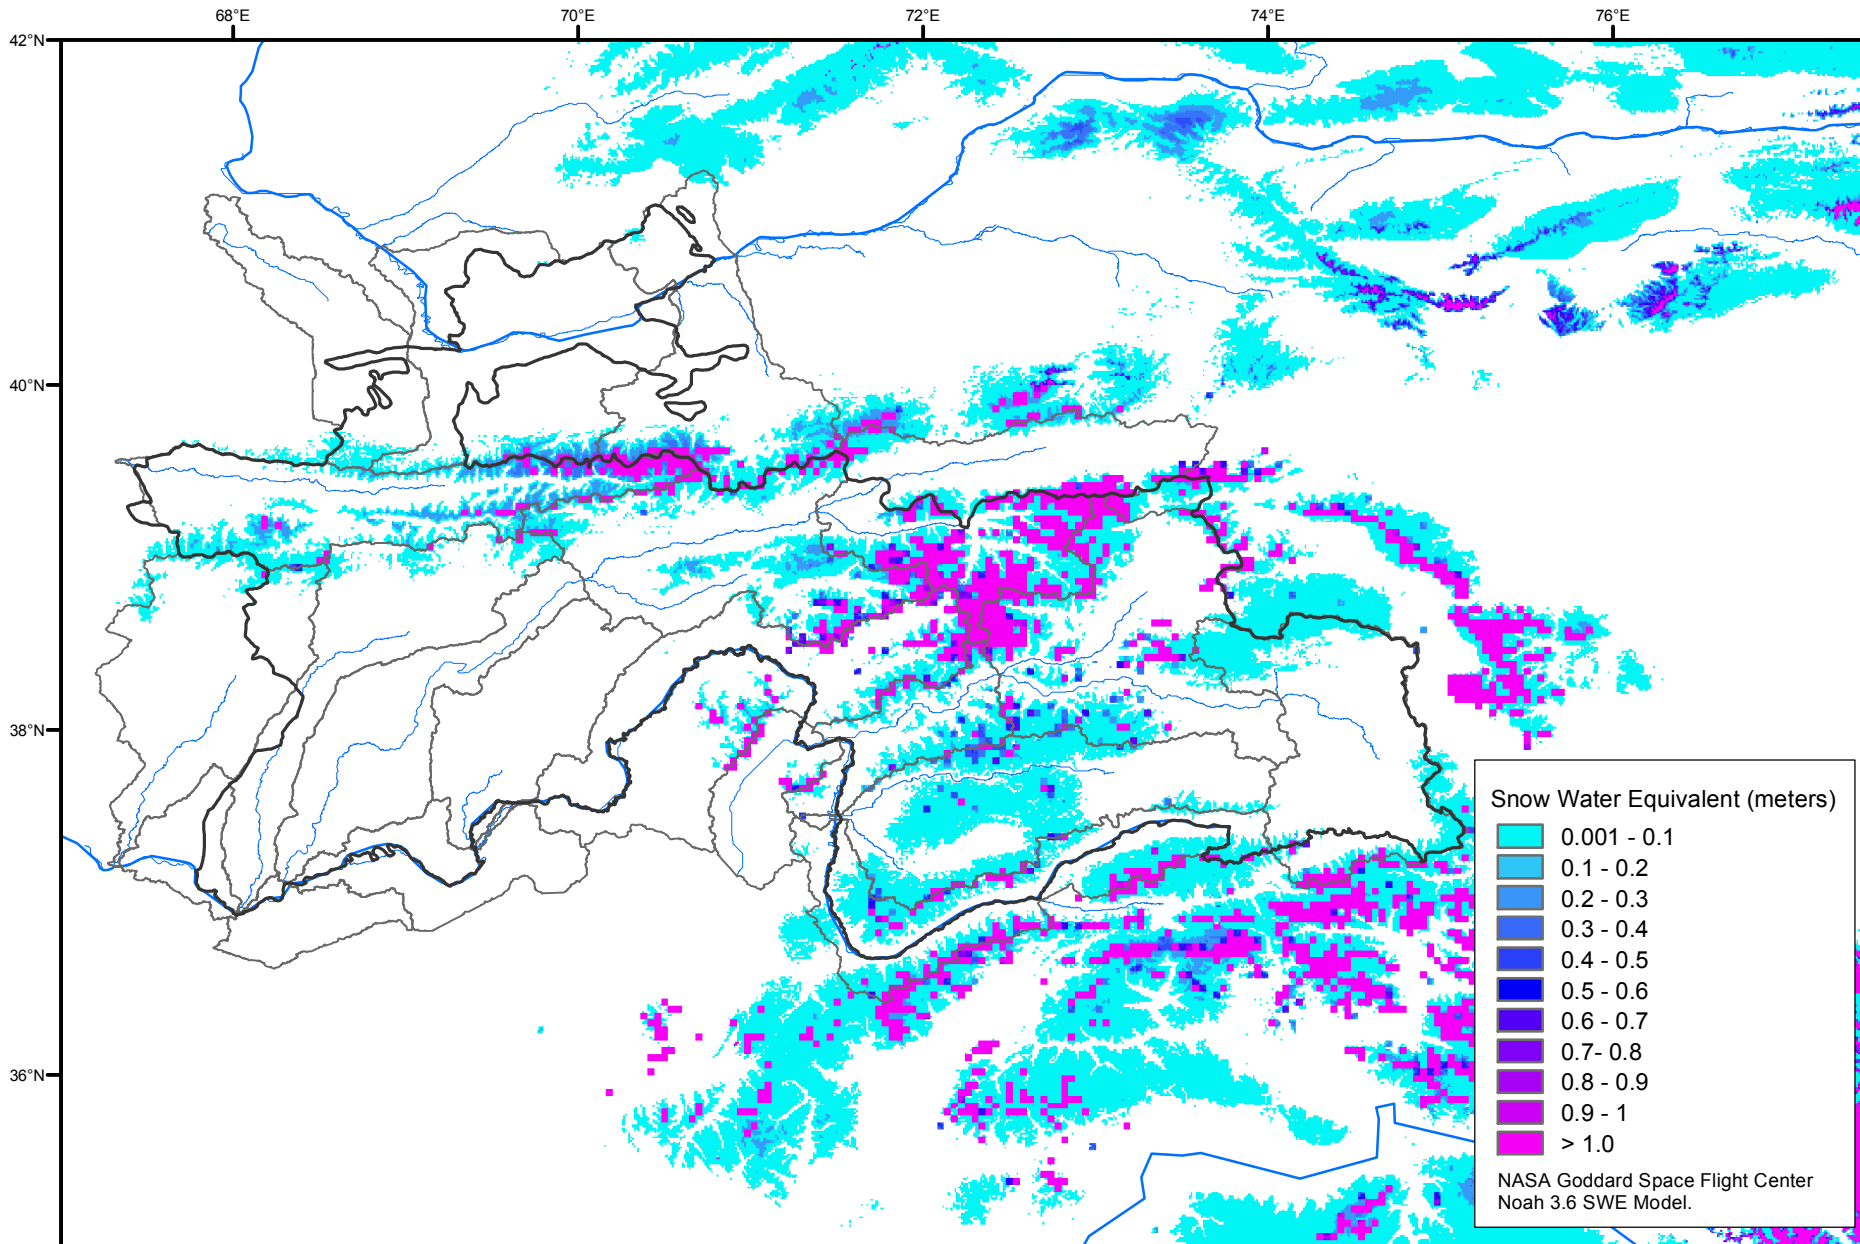 68°E
70°E
72°E
74°E
76°E
42°N
40°N
38°N
36°N
Snow Water Equivalent (meters)
0.001 - 0.1
0.1 - 0.2
0.2 - 0.3
0.3 - 0.4
0.4 - 0.5
0.5 - 0.6
0.6 - 0.7
0.7- 0.8
0.8 - 0.9
0.9 - 1
> 1.0
NASA Goddard Space Flight Center
Noah 3.6 SWE Model.